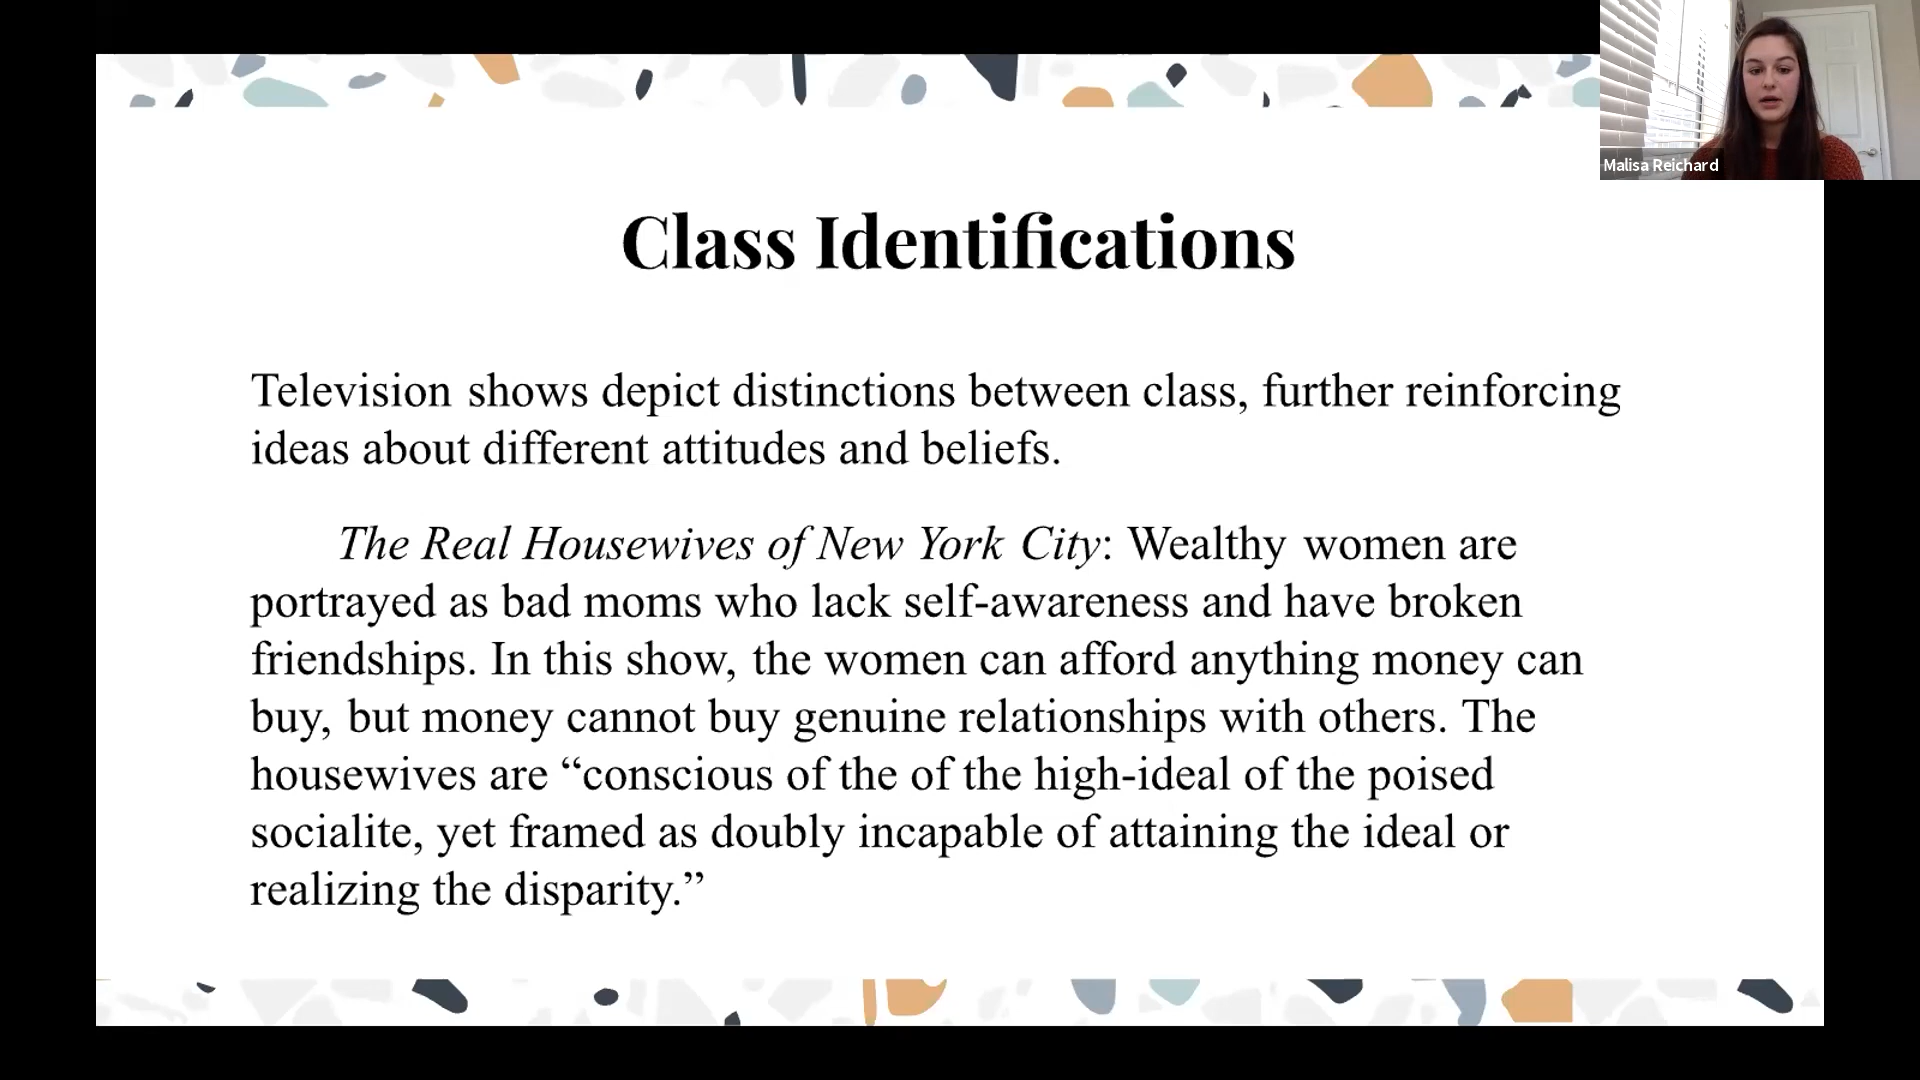 Malisa Reichard
Class Identifications
Television shows depict distinctions between class, further reinforcing
ideas about different attitudes and beliefs.
The Real Housewives of New York City: Wealthy women are
portrayed as bad moms who lack self-awareness and have broken
friendships. In this show, the women can afford anything money can
buy, but money cannot buy genuine relationships with others. The
housewives are “conscious of the of the high-ideal of the poised
socialite, yet framed as doubly incapable of attaining the ideal or
realizing the disparity.”